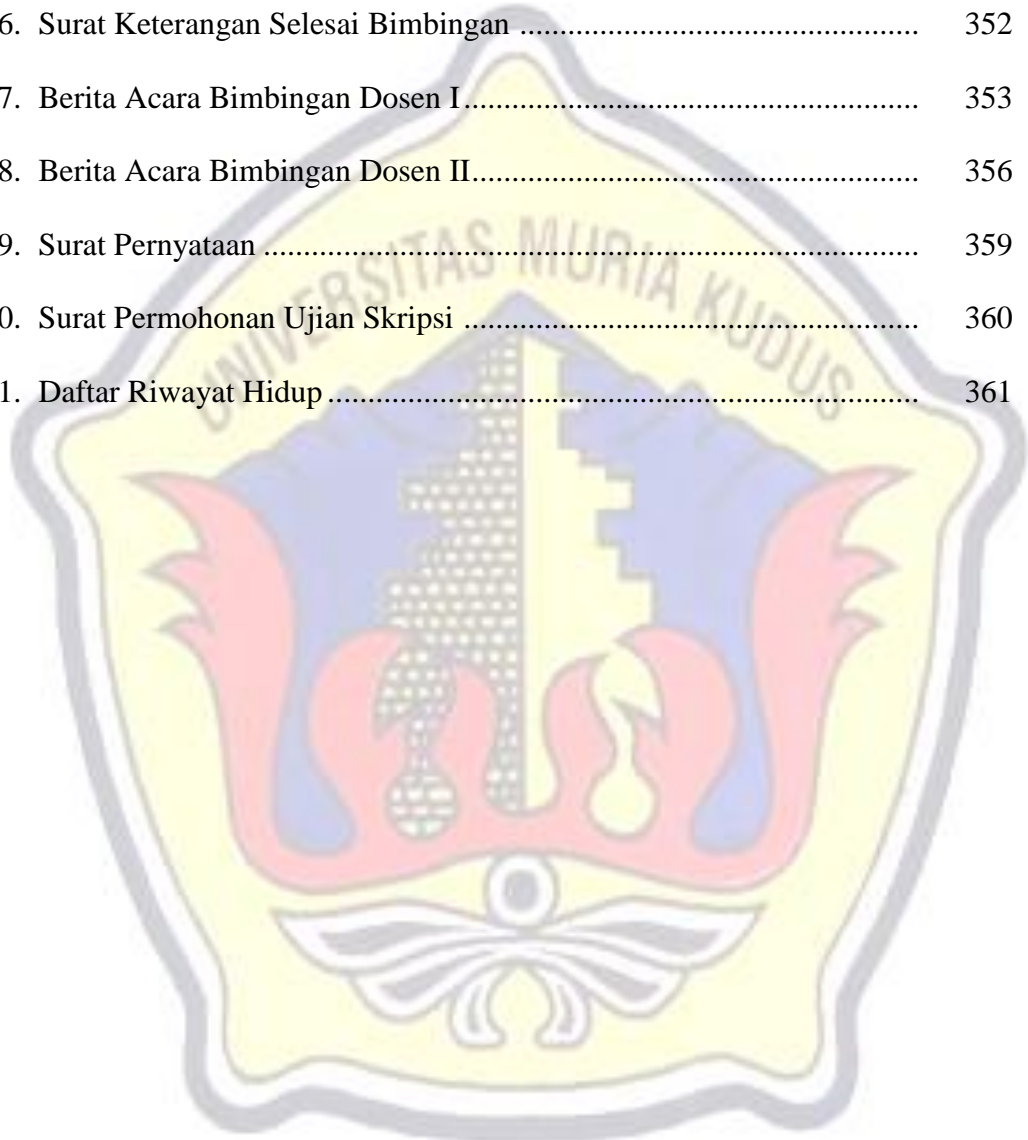 6. Surat Keterangan Selesai Bimbingan ................................................. 352
7. Berita Acara Bimbingan Dosen I ........................................................ 353
8. Berita Acara Bimbingan Dosen II....................................................... 356
9. Surat Pernyataan ................................................................................. 359
0. Surat Permohonan Ujian Skripsi ........................................................ 360
1. Daftar Riwayat Hidup ......................................................................... 361
UNIVERSITAS MURIA KUDUS